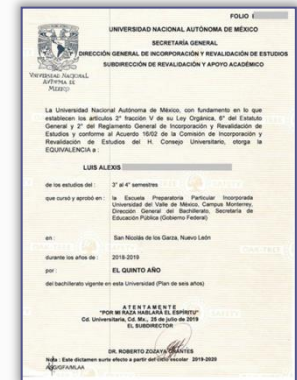 FOLIO
UNIVERSIDAD NACIONAL AUTÓNOMA DE MÉXICO
SECRETARÍA GENERAL
DIRECCIÓN GENERAL DE INCORPORACIÓN Y REVALIDACIÓN DE ESTUDIOS
SUBDIRECCIÓN DE REVALIDACIÓN Y APOYO ACADÉMICO
VNIVERSIDAD NACIONAL
AVTÓNOMA DE
MÉXICO
La Universidad Nacional Autónoma de México, con fundamento en lo que
establecen los artículos 2° fracción V de su Ley Orgánica, 6° del Estatuto
General y 2° del Reglamento General de Incorporación y Revalidación de
Estudios y conforme al Acuerdo 16/02 de la Comisión de Incorporación y
Revalidación de Estudios del H. Consejo Universitario, otorga la
EQUIVALENCIA a :
LUIS ALEXIS
de los estudios del : 3° al 4° semestres
que cursó y aprobó en : la Escuela Preparatoria Particular Incorporada
Universidad del Valle de México, Campus Monterrey,
Dirección General del Bachillerato, Secretaría de
Educación Pública (Gobierno Federal)
en : San Nicolás de los Garza, Nuevo León
durante los años de : 2018-2019
por : EL QUINTO AÑO
del bachillerato vigente en esta Universidad (Plan de seis años)
A T E N T A M E N T E
"POR MI RAZA HABLARÁ EL ESPÍRITU"
Cd. Universitaria, Cd. Mx., 25 de julio de 2019
EL SUBDIRECTOR
DR. ROBERTO ZOZAYA
Nota : Este dictamen surte efecto a partir del ciclo escolar 2019-2020